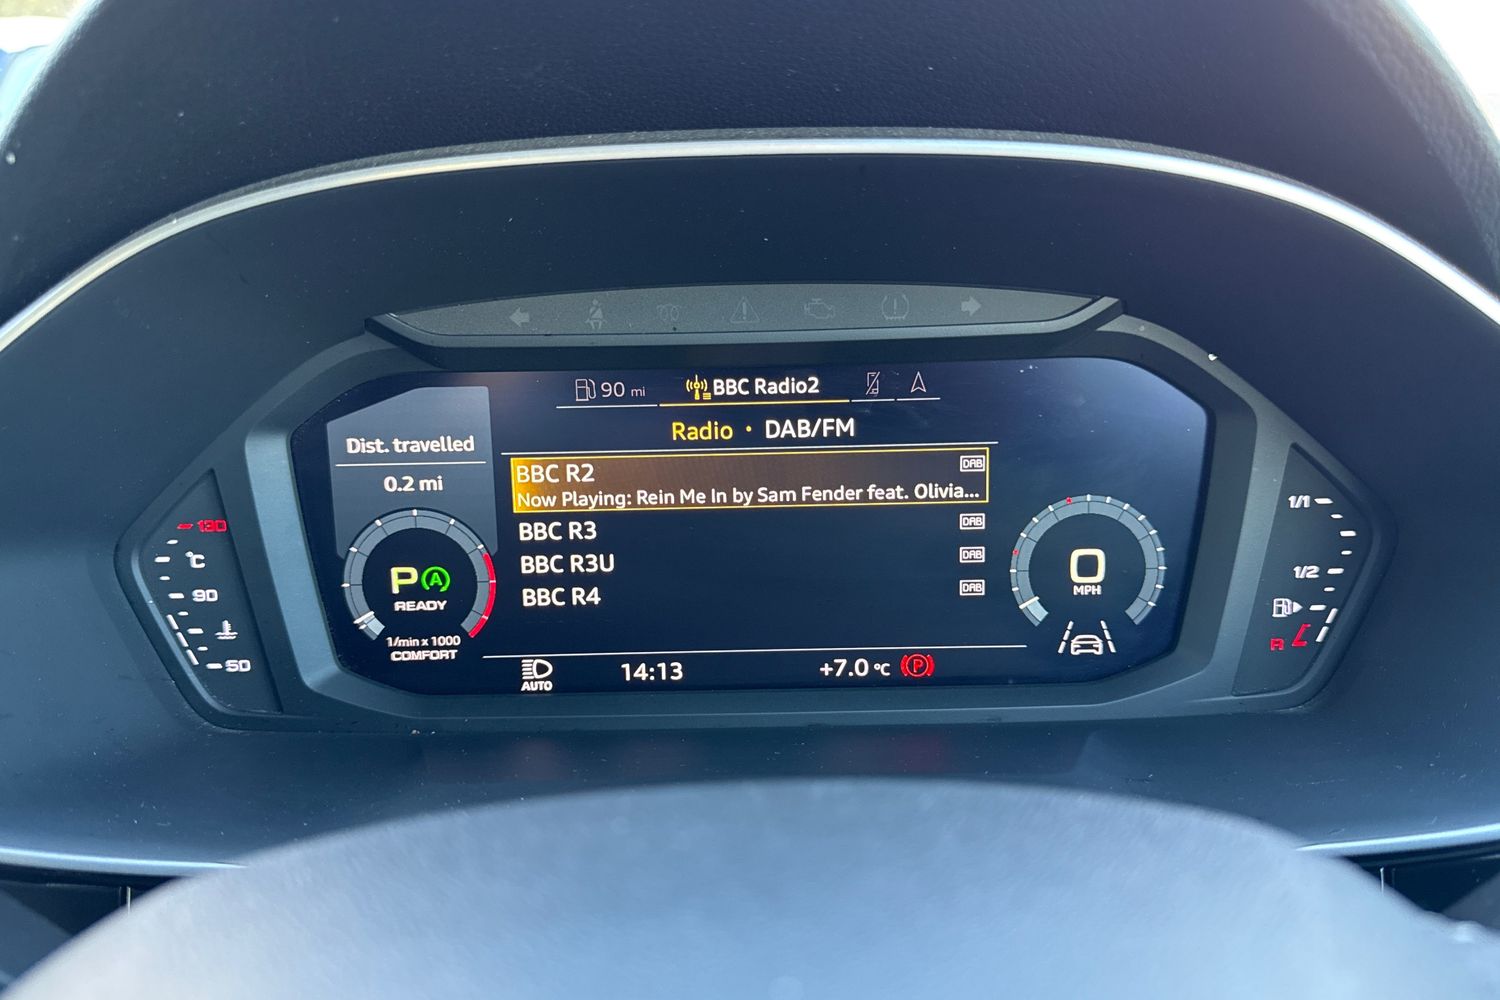 90 mi
BBC Radio2
Radio • DAB/FM
Dist. travelled
0.2 mi
BBC R2 DAB
Now Playing: Rein Me In by Sam Fender feat. Olivia...
BBC R3 DAB
BBC R3U DAB
BBC R4 DAB
130
°C
90
50
P A
READY
1/min x 1000
COMFORT
0
MPH
1/1
1/2
R
AUTO
14:13
+7.0 °C
P